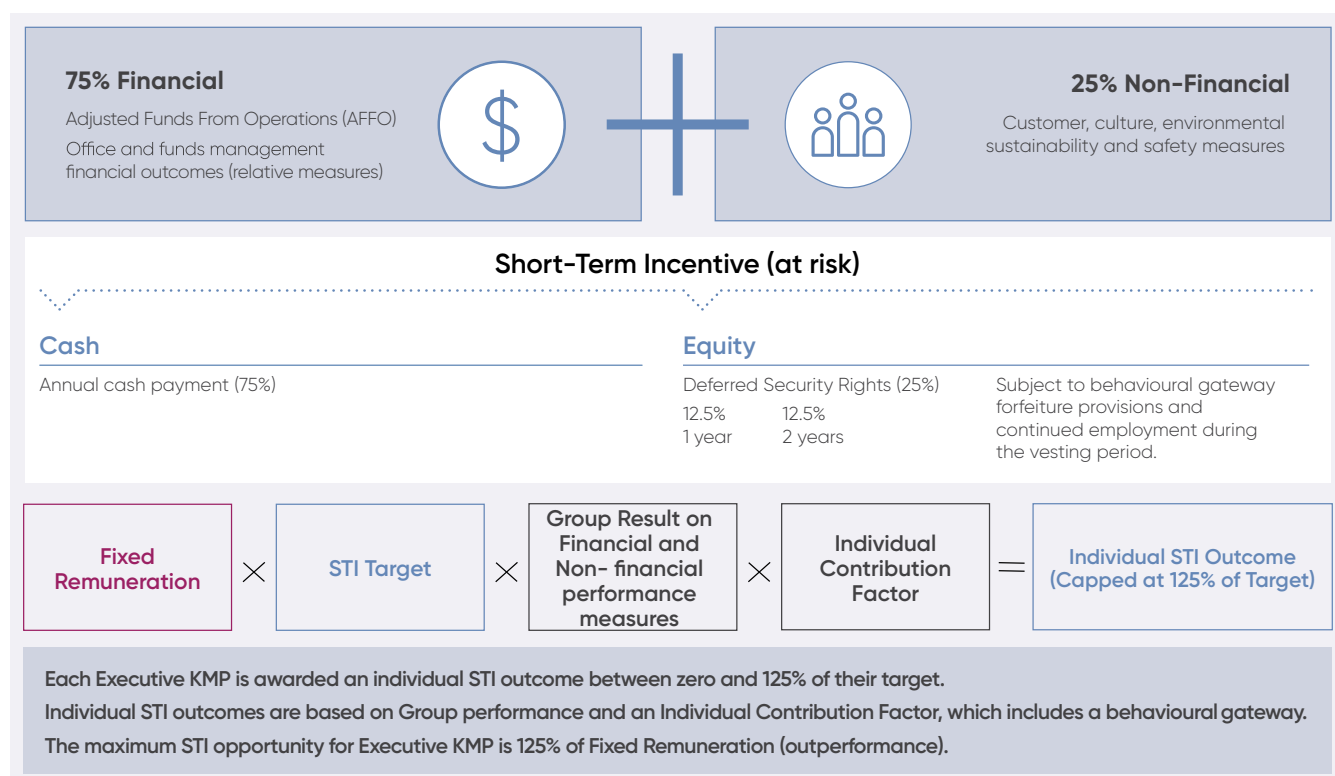 75% Financial
Adjusted Funds From Operations (AFFO)
Office and funds management
financial outcomes (relative measures)
$
25% Non-Financial
Customer, culture, environmental
sustainability and safety measures
Short-Term Incentive (at risk)
Cash
Annual cash payment (75%)
Equity
Deferred Security Rights (25%)
12.5% 12.5%
1 year 2 years
Subject to behavioural gateway
forfeiture provisions and
continued employment during
the vesting period.
Fixed
Remuneration
×
STI Target
×
Group Result on
Financial and
Non- financial
performance
measures
×
Individual
Contribution
Factor
=
Individual STI Outcome
(Capped at 125% of Target)
Each Executive KMP is awarded an individual STI outcome between zero and 125% of their target.
Individual STI outcomes are based on Group performance and an Individual Contribution Factor, which includes a behavioural gateway.
The maximum STI opportunity for Executive KMP is 125% of Fixed Remuneration (outperformance).